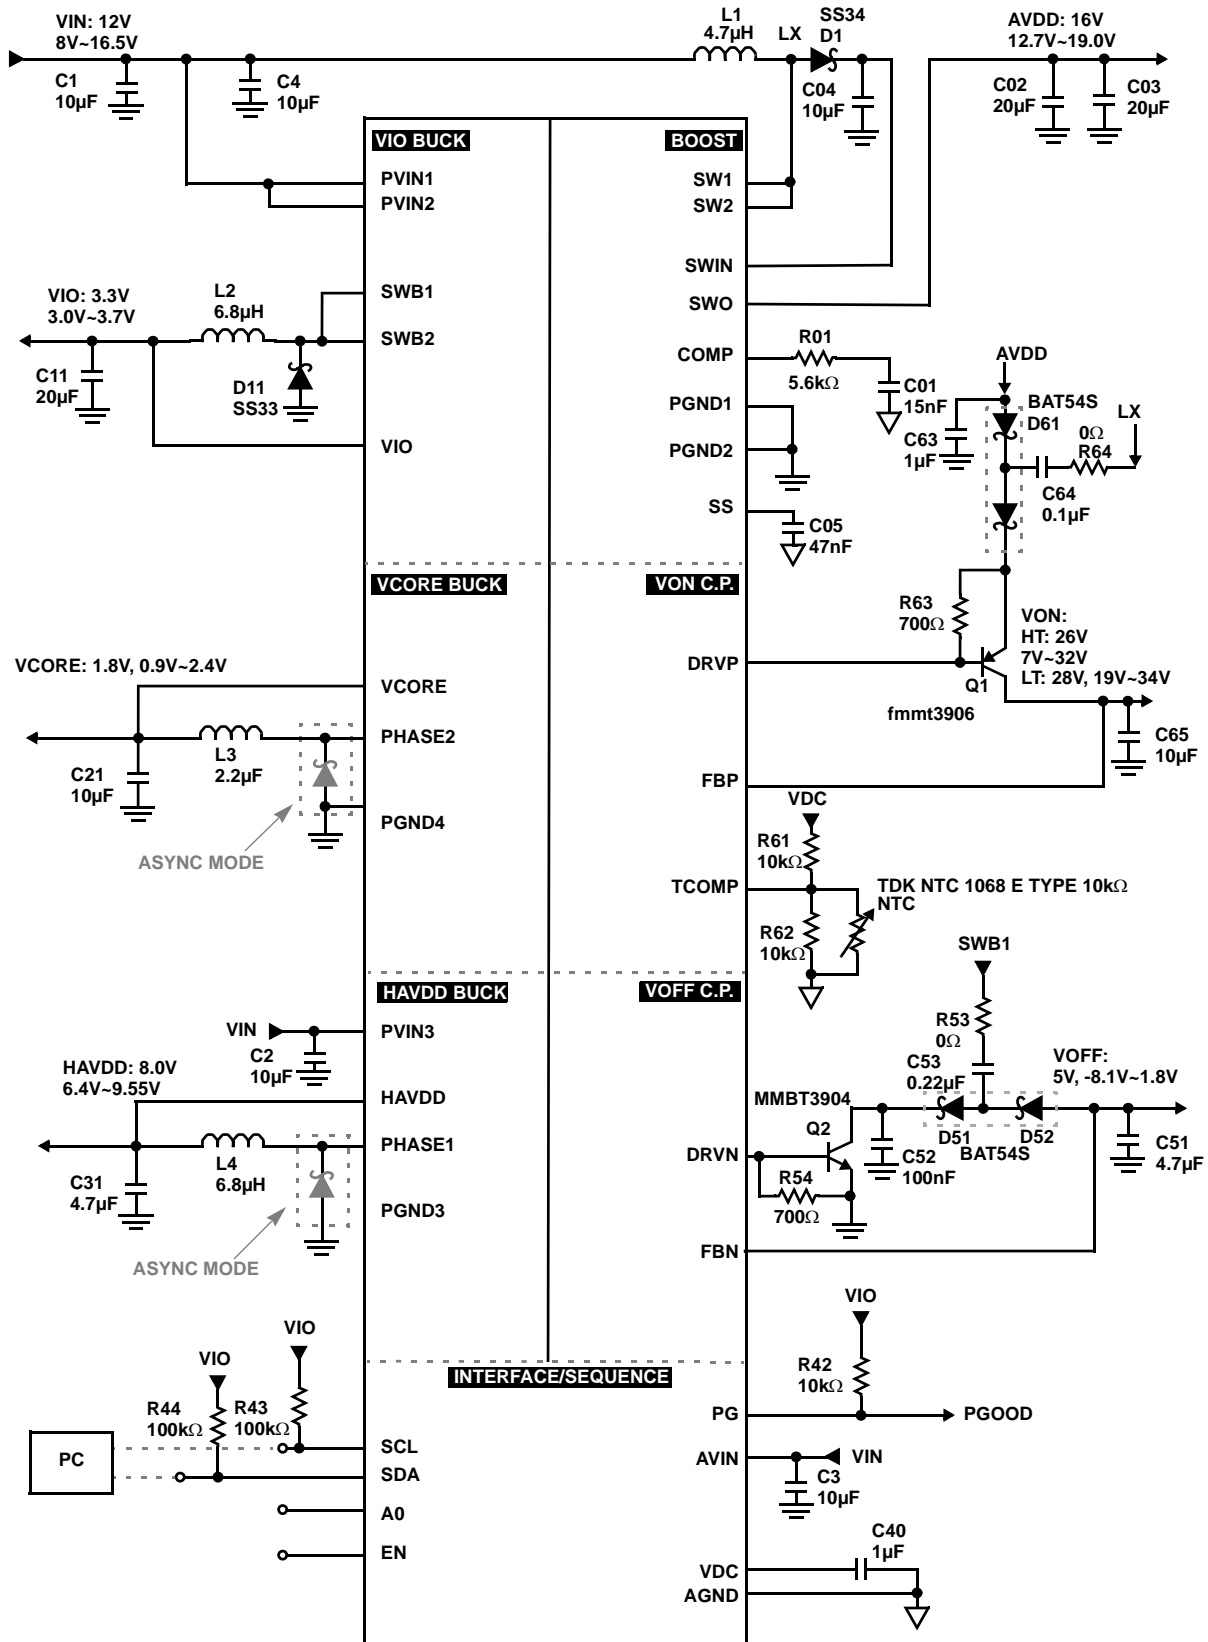 VIN: 12V
8V~16.5V
C1
10µF
C4
10µF
L1
4.7µH
LX
SS34
D1
C04
10µF
AVDD: 16V
12.7V~19.0V
C02
20µF
C03
20µF
VIO BUCK
BOOST
PVIN1
PVIN2
SW1
SW2
SWIN
SWO
VIO: 3.3V
3.0V~3.7V
L2
6.8µH
SWB1
SWB2
C11
20µF
D11
SS33
VIO
COMP
R01
5.6kΩ
C01
15nF
PGND1
PGND2
SS
C05
47nF
AVDD
BAT54S
D61
LX
0Ω
R64
C63
1µF
C64
0.1µF
VCORE BUCK
VON C.P.
R63
700Ω
VON:
HT: 26V
7V~32V
LT: 28V, 19V~34V
DRVP
Q1
fmmt3906
C65
10µF
FBP
VCORE: 1.8V, 0.9V~2.4V
VCORE
PHASE2
L3
2.2µF
C21
10µF
PGND4
ASYNC MODE
VDC
R61
10kΩ
TCOMP
TDK NTC 1068 E TYPE 10kΩ
NTC
R62
10kΩ
HAVDD BUCK
VOFF C.P.
SWB1
R53
0Ω
C53
0.22µF
VOFF:
5V, -8.1V~1.8V
VIN
PVIN3
C2
10µF
HAVDD: 8.0V
6.4V~9.55V
HAVDD
PHASE1
L4
6.8µH
C31
4.7µF
PGND3
ASYNC MODE
MMBT3904
Q2
DRVN
D51
D52
BAT54S
C52
100nF
C51
4.7µF
R54
700Ω
FBN
VIO
VIO
VIO
INTERFACE/SEQUENCE
R44
100kΩ
R43
100kΩ
R42
10kΩ
PG
PGOOD
PC
SCL
SDA
AVIN
VIN
C3
10µF
A0
EN
C40
1µF
VDC
AGND